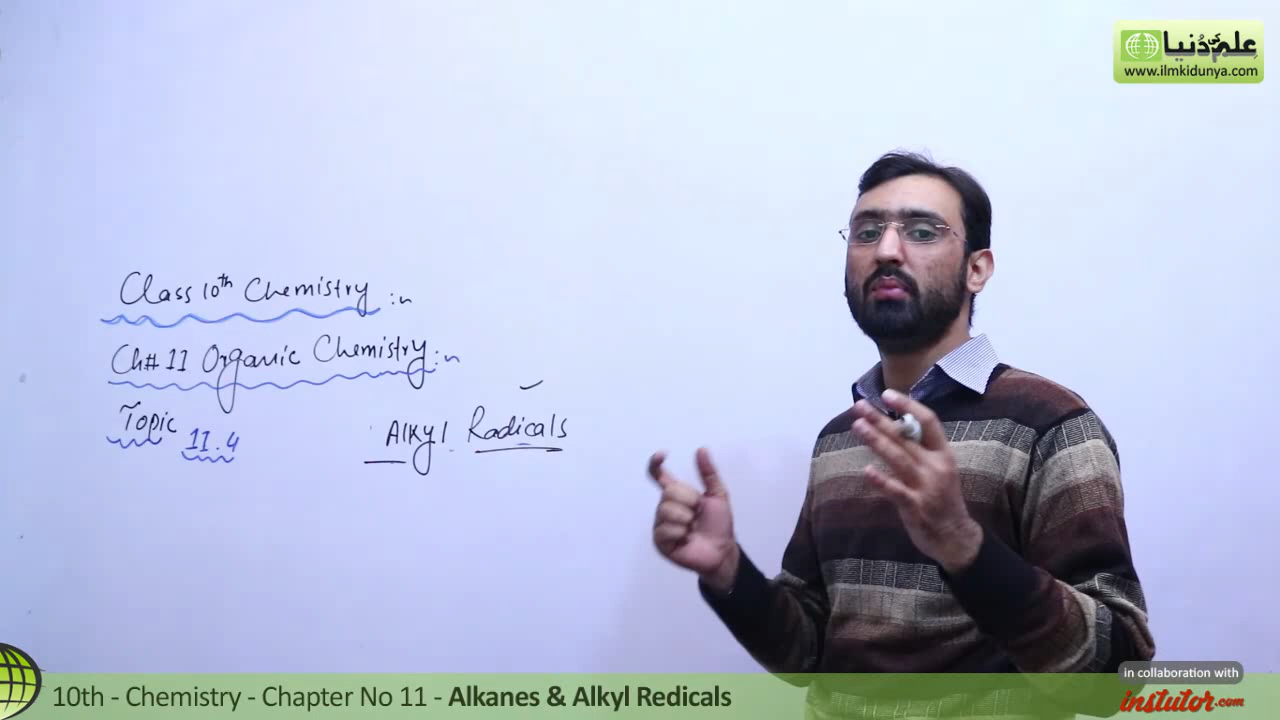 علم کی دُنیا
www.ilmkidunya.com
Class 10th Chemistry :~
Ch# 11 Organic Chemistry :~
Topic 11.4 Alkyl Radicals
10th - Chemistry - Chapter No 11 - Alkanes & Alkyl Redicals
in collaboration with
instutor.com